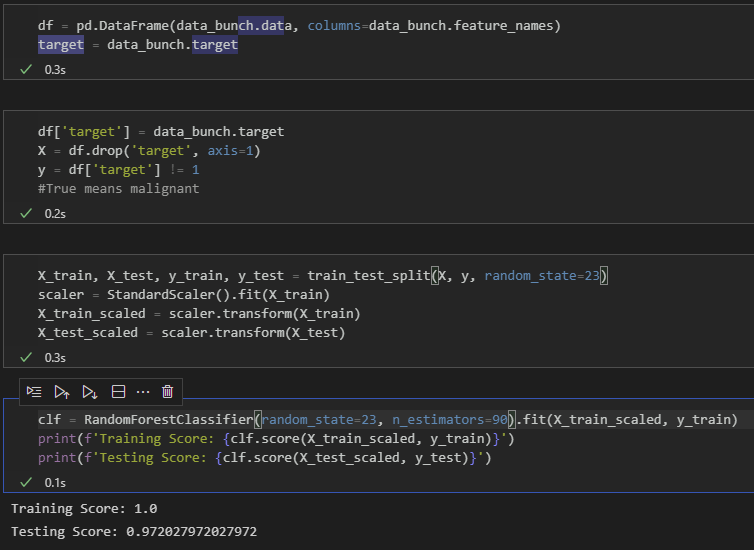 df = pd.DataFrame(data_bunch.data, columns=data_bunch.feature_names)
target = data_bunch.target
0.3s
df['target'] = data_bunch.target
X = df.drop('target', axis=1)
y = df['target'] != 1
#True means malignant
0.2s
X_train, X_test, y_train, y_test = train_test_split(X, y, random_state=23)
scaler = StandardScaler().fit(X_train)
X_train_scaled = scaler.transform(X_train)
X_test_scaled = scaler.transform(X_test)
0.3s
clf = RandomForestClassifier(random_state=23, n_estimators=90).fit(X_train_scaled, y_train)
print(f'Training Score: {clf.score(X_train_scaled, y_train)}')
print(f'Testing Score: {clf.score(X_test_scaled, y_test)}')
0.1s
Training Score: 1.0
Testing Score: 0.972027972027972